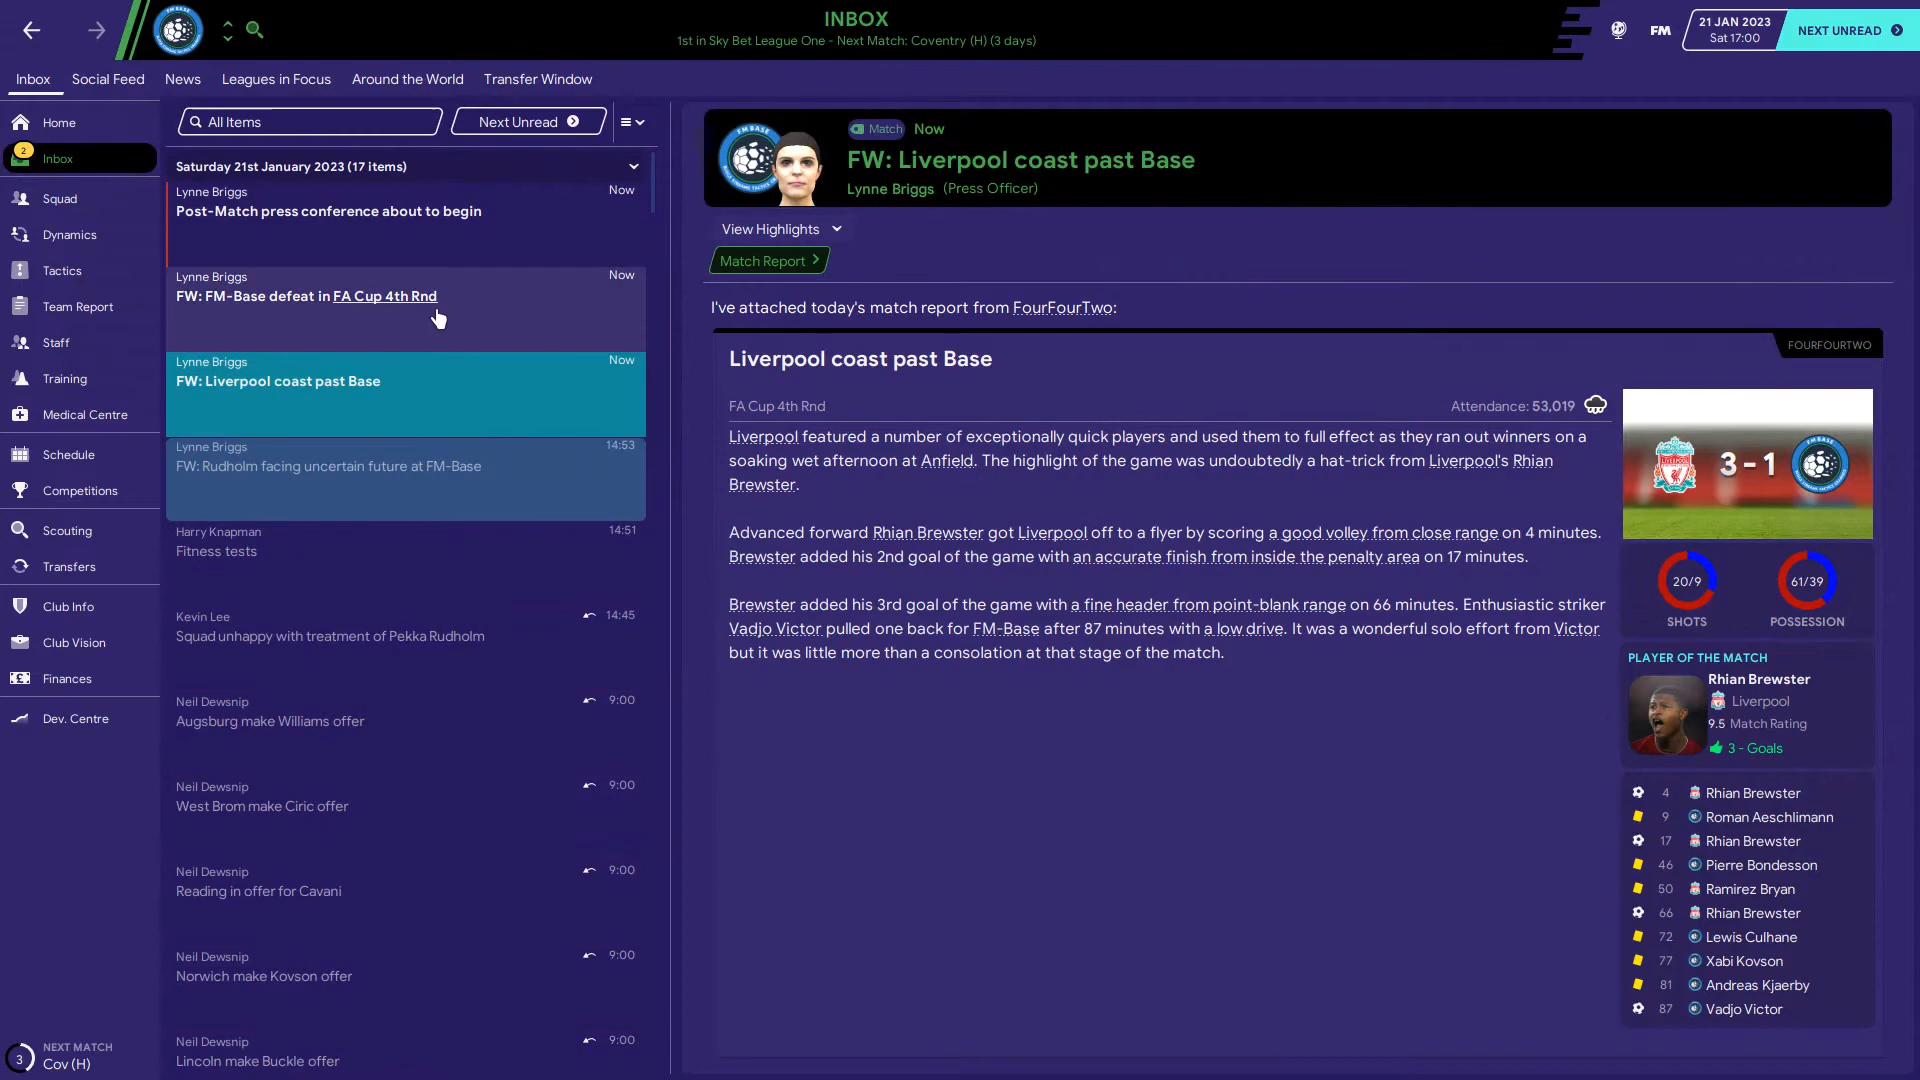 INBOX
1st in Sky Bet League One - Next Match: Coventry (H) (3 days)
FM
21 JAN 2023
Sat 17:00
NEXT UNREAD
Inbox
Social Feed
News
Leagues in Focus
Around the World
Transfer Window
Home
2
Inbox
Squad
Dynamics
Tactics
Team Report
Staff
Training
Medical Centre
Schedule
Competitions
Scouting
Transfers
Club Info
Club Vision
Finances
Dev. Centre
3
NEXT MATCH
Cov (H)
All Items
Next Unread
Saturday 21st January 2023 (17 items)
Lynne Briggs Now
Post-Match press conference about to begin
Lynne Briggs Now
FW: FM-Base defeat in FA Cup 4th Rnd
Lynne Briggs Now
FW: Liverpool coast past Base
Lynne Briggs 14:53
FW: Rudholm facing uncertain future at FM-Base
Harry Knapman 14:51
Fitness tests
Kevin Lee 14:45
Squad unhappy with treatment of Pekka Rudholm
Neil Dewsnip 9:00
Augsburg make Williams offer
Neil Dewsnip 9:00
West Brom make Ciric offer
Neil Dewsnip 9:00
Reading in offer for Cavani
Neil Dewsnip 9:00
Norwich make Kovson offer
Neil Dewsnip 9:00
Lincoln make Buckle offer
FM BASE
Match Now
FW: Liverpool coast past Base
Lynne Briggs (Press Officer)
View Highlights
Match Report
I've attached today's match report from FourFourTwo:
FOURFOURTWO
Liverpool coast past Base
FA Cup 4th Rnd
Attendance: 53,019
Liverpool featured a number of exceptionally quick players and used them to full effect as they ran out winners on a
soaking wet afternoon at Anfield. The highlight of the game was undoubtedly a hat-trick from Liverpool's Rhian
Brewster.
Advanced forward Rhian Brewster got Liverpool off to a flyer by scoring a good volley from close range on 4 minutes.
Brewster added his 2nd goal of the game with an accurate finish from inside the penalty area on 17 minutes.
Brewster added his 3rd goal of the game with a fine header from point-blank range on 66 minutes. Enthusiastic striker
Vadjo Victor pulled one back for FM-Base after 87 minutes with a low drive. It was a wonderful solo effort from Victor
but it was little more than a consolation at that stage of the match.
3 - 1
20/9
SHOTS
61/39
POSSESSION
PLAYER OF THE MATCH
Rhian Brewster
Liverpool
9.5 Match Rating
3 - Goals
4 Rhian Brewster
9 Roman Aeschlimann
17 Rhian Brewster
46 Pierre Bondesson
50 Ramirez Bryan
66 Rhian Brewster
72 Lewis Culhane
77 Xabi Kovson
81 Andreas Kjaerby
87 Vadjo Victor